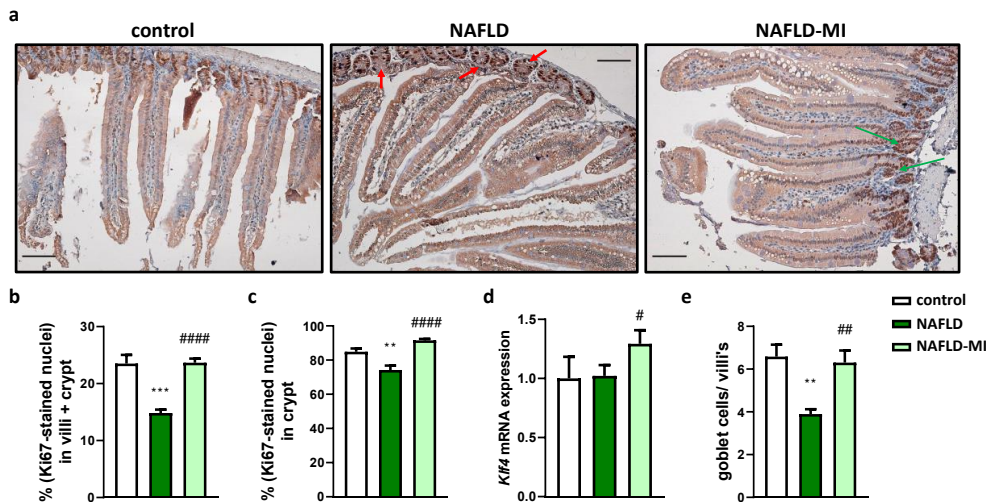 a
control
NAFLD
NAFLD-MI
b
c
d
e
control
NAFLD
NAFLD-MI
% (Ki67-stained nuclei)
in villi + crypt
30
20
10
0
***
####
% (Ki67-stained nuclei)
in crypt
100
80
60
40
20
0
**
####
Klf4 mRNA expression
1.5
1.0
0.5
0.0
#
goblet cells/ villi's
8
6
4
2
0
**
##